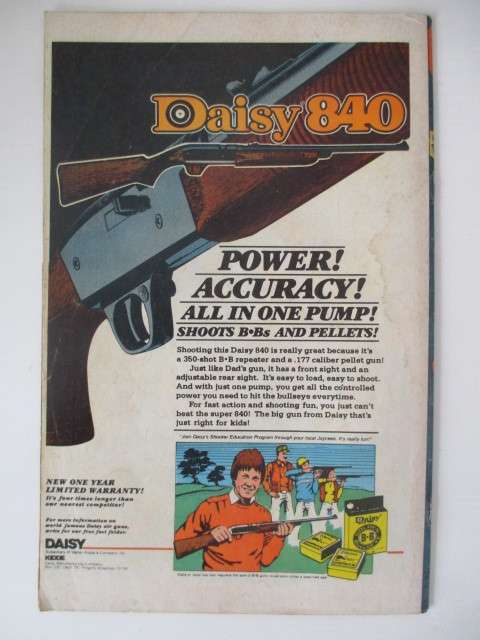 Daisy 840
POWER!
ACCURACY!
ALL IN ONE PUMP!
SHOOTS B•Bs AND PELLETS!
Shooting this Daisy 840 is really great because it's
a 350-shot B•B repeater and a .177 caliber pellet gun!
Just like Dad's gun, it has a front sight and an
adjustable rear sight. It's easy to load, easy to shoot.
And with just one pump, you get all the controlled
power you need to hit the bullseye everytime.
For fast action and shooting fun, you just can't
beat the super 840! The big gun from Daisy that's
just right for kids!
"Join Daisy's Shooter Education Program through your local Jaycees. It's really fun!"
NEW ONE YEAR
LIMITED WARRANTY!
It's four times longer than
our nearest competitor!
For more information on
world famous Daisy air guns,
write for our free fact folder.
DAISY
KIDDE
Daisy
B•B